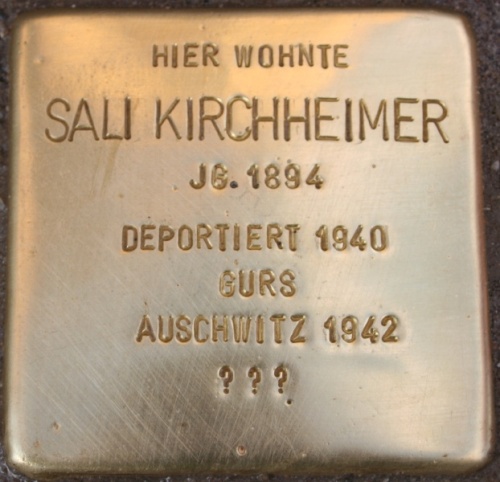 HIER WOHNTE
SALI KIRCHHEIMER
JG. 1894
DEPORTIERT 1940
GURS
AUSCHWITZ 1942
? ? ?